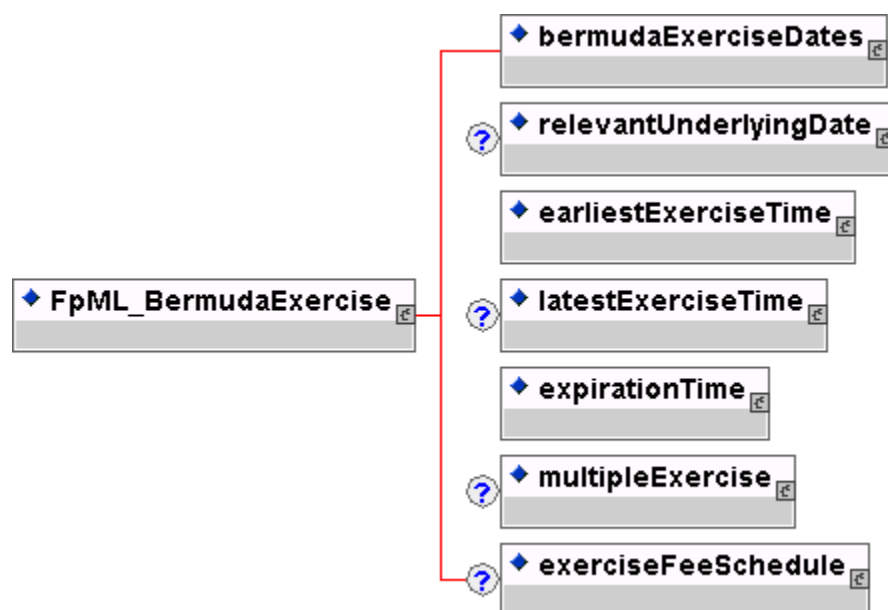 bermudaExerciseDates
? relevantUnderlyingDate
earliestExerciseTime
FpML_BermudaExercise
? latestExerciseTime
expirationTime
? multipleExercise
? exerciseFeeSchedule